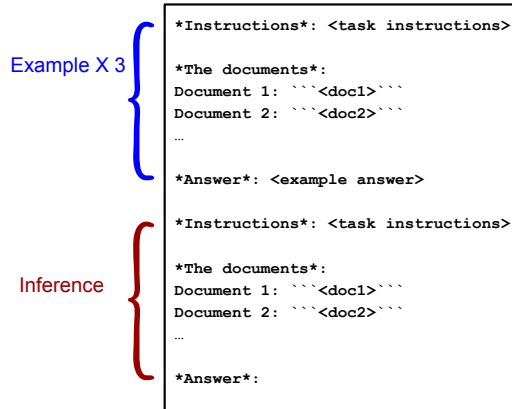 *Instructions*: <task instructions>
Example X 3
*The documents*:
Document 1: ```<doc1>```
Document 2: ```<doc2>```
…
*Answer*: <example answer>
*Instructions*: <task instructions>
Inference
*The documents*:
Document 1: ```<doc1>```
Document 2: ```<doc2>```
…
*Answer*: